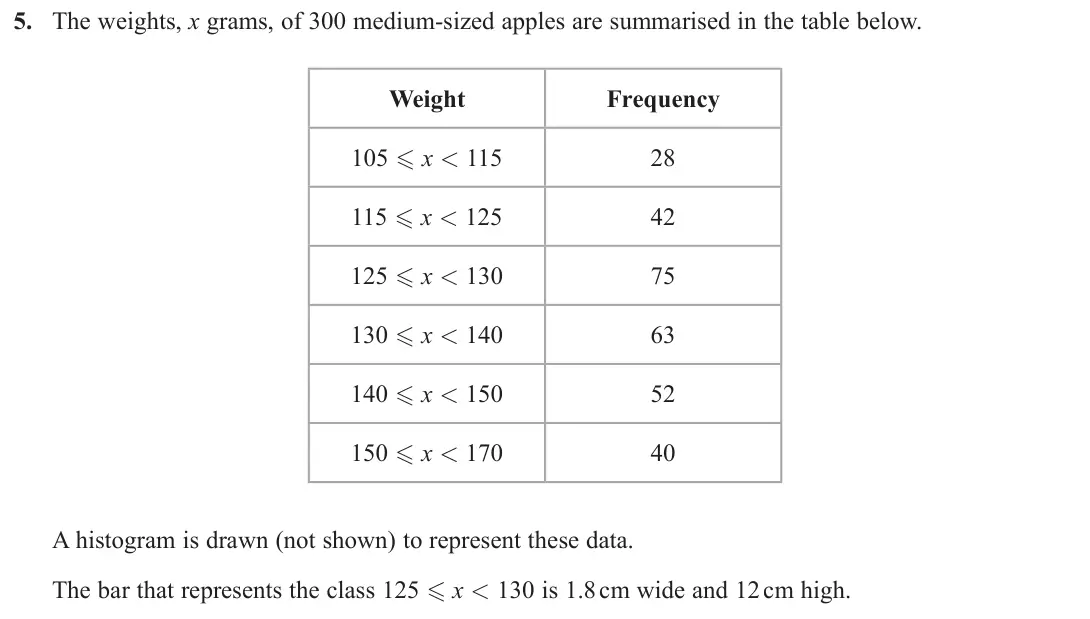 5. The weights, x grams, of 300 medium-sized apples are summarised in the table below.
Weight Frequency
105 ⩽ x < 115 28
115 ⩽ x < 125 42
125 ⩽ x < 130 75
130 ⩽ x < 140 63
140 ⩽ x < 150 52
150 ⩽ x < 170 40
A histogram is drawn (not shown) to represent these data.
The bar that represents the class 125 ⩽ x < 130 is 1.8 cm wide and 12 cm high.